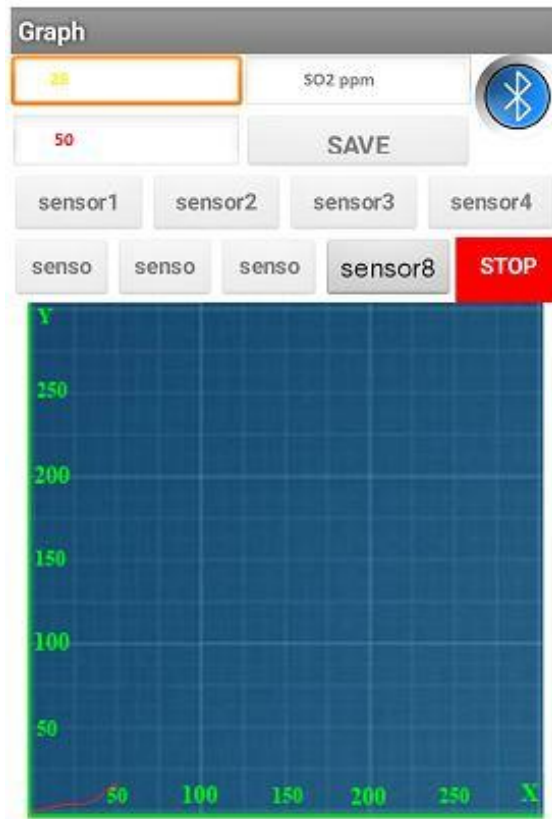 Graph
SO2 ppm
50
SAVE
sensor1 sensor2 sensor3 sensor4
senso senso senso sensor8 STOP
Y
250
200
150
100
50
50 100 150 200 250 X